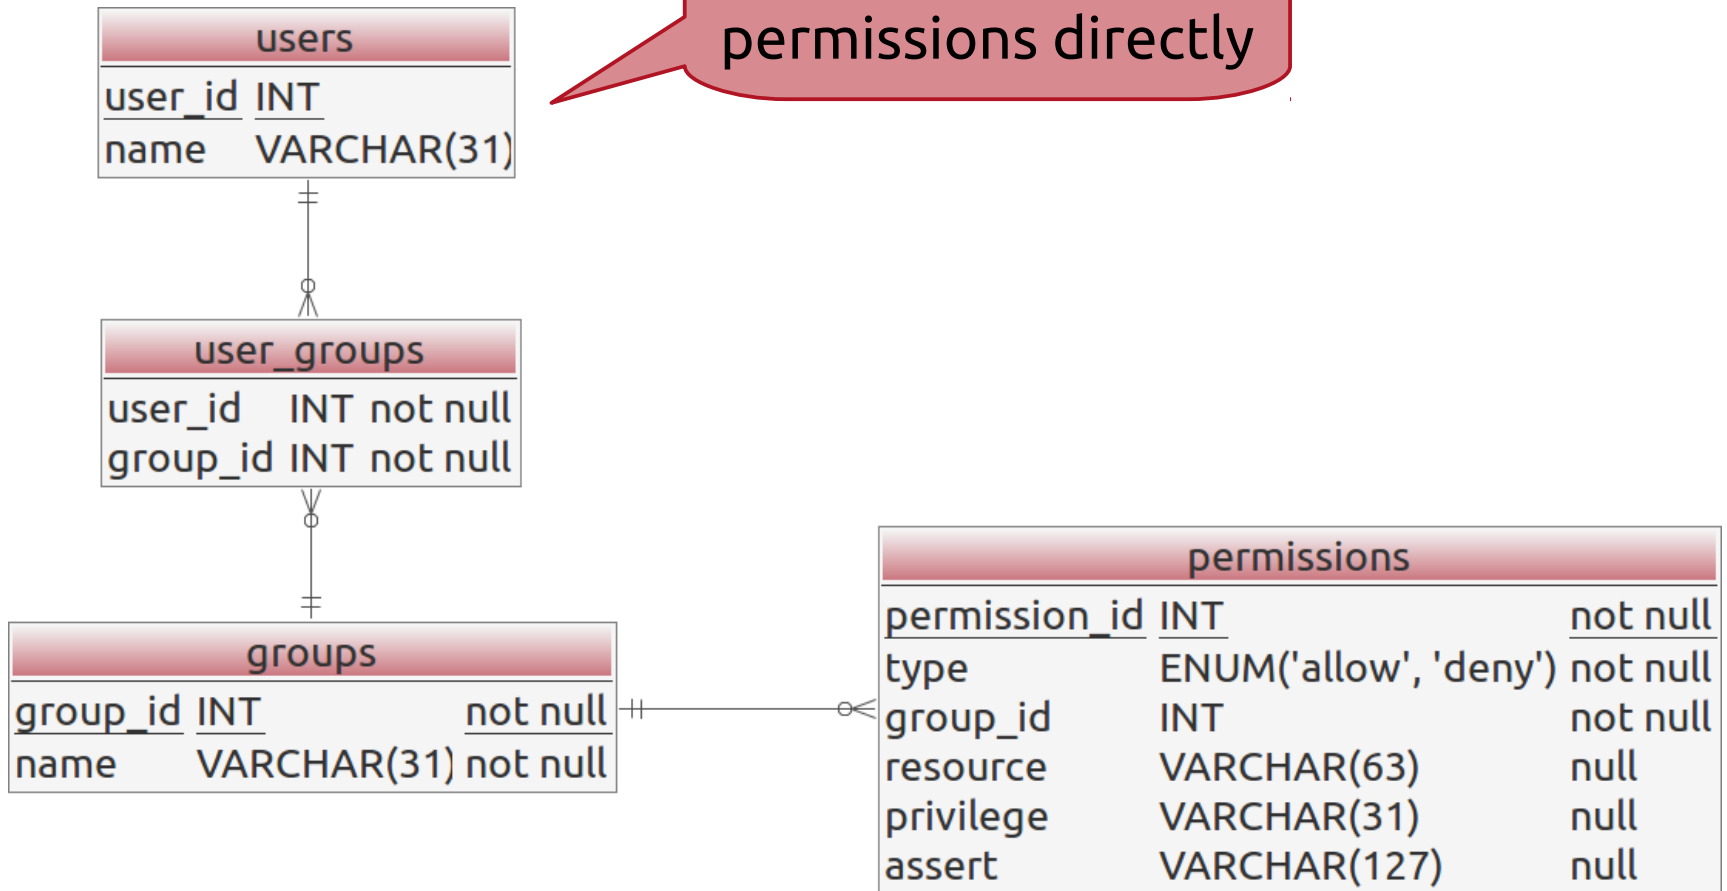 permissions directly
users
user_id INT
name VARCHAR(31)
user_groups
user_id INT not null
group_id INT not null
groups
group_id INT not null
name VARCHAR(31) not null
permissions
permission_id INT not null
type ENUM('allow', 'deny') not null
group_id INT not null
resource VARCHAR(63) null
privilege VARCHAR(31) null
assert VARCHAR(127) null